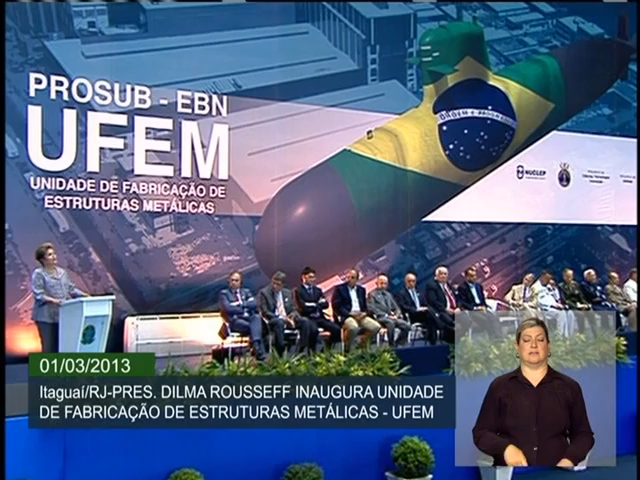 PROSUB - EBN
UFEM
UNIDADE DE FABRICAÇÃO DE
ESTRUTURAS METÁLICAS
ORDEM E PROGRESSO
NUCLEP
01/03/2013
Itaguaí/RJ-PRES. DILMA ROUSSEFF INAUGURA UNIDADE
DE FABRICAÇÃO DE ESTRUTURAS METÁLICAS - UFEM